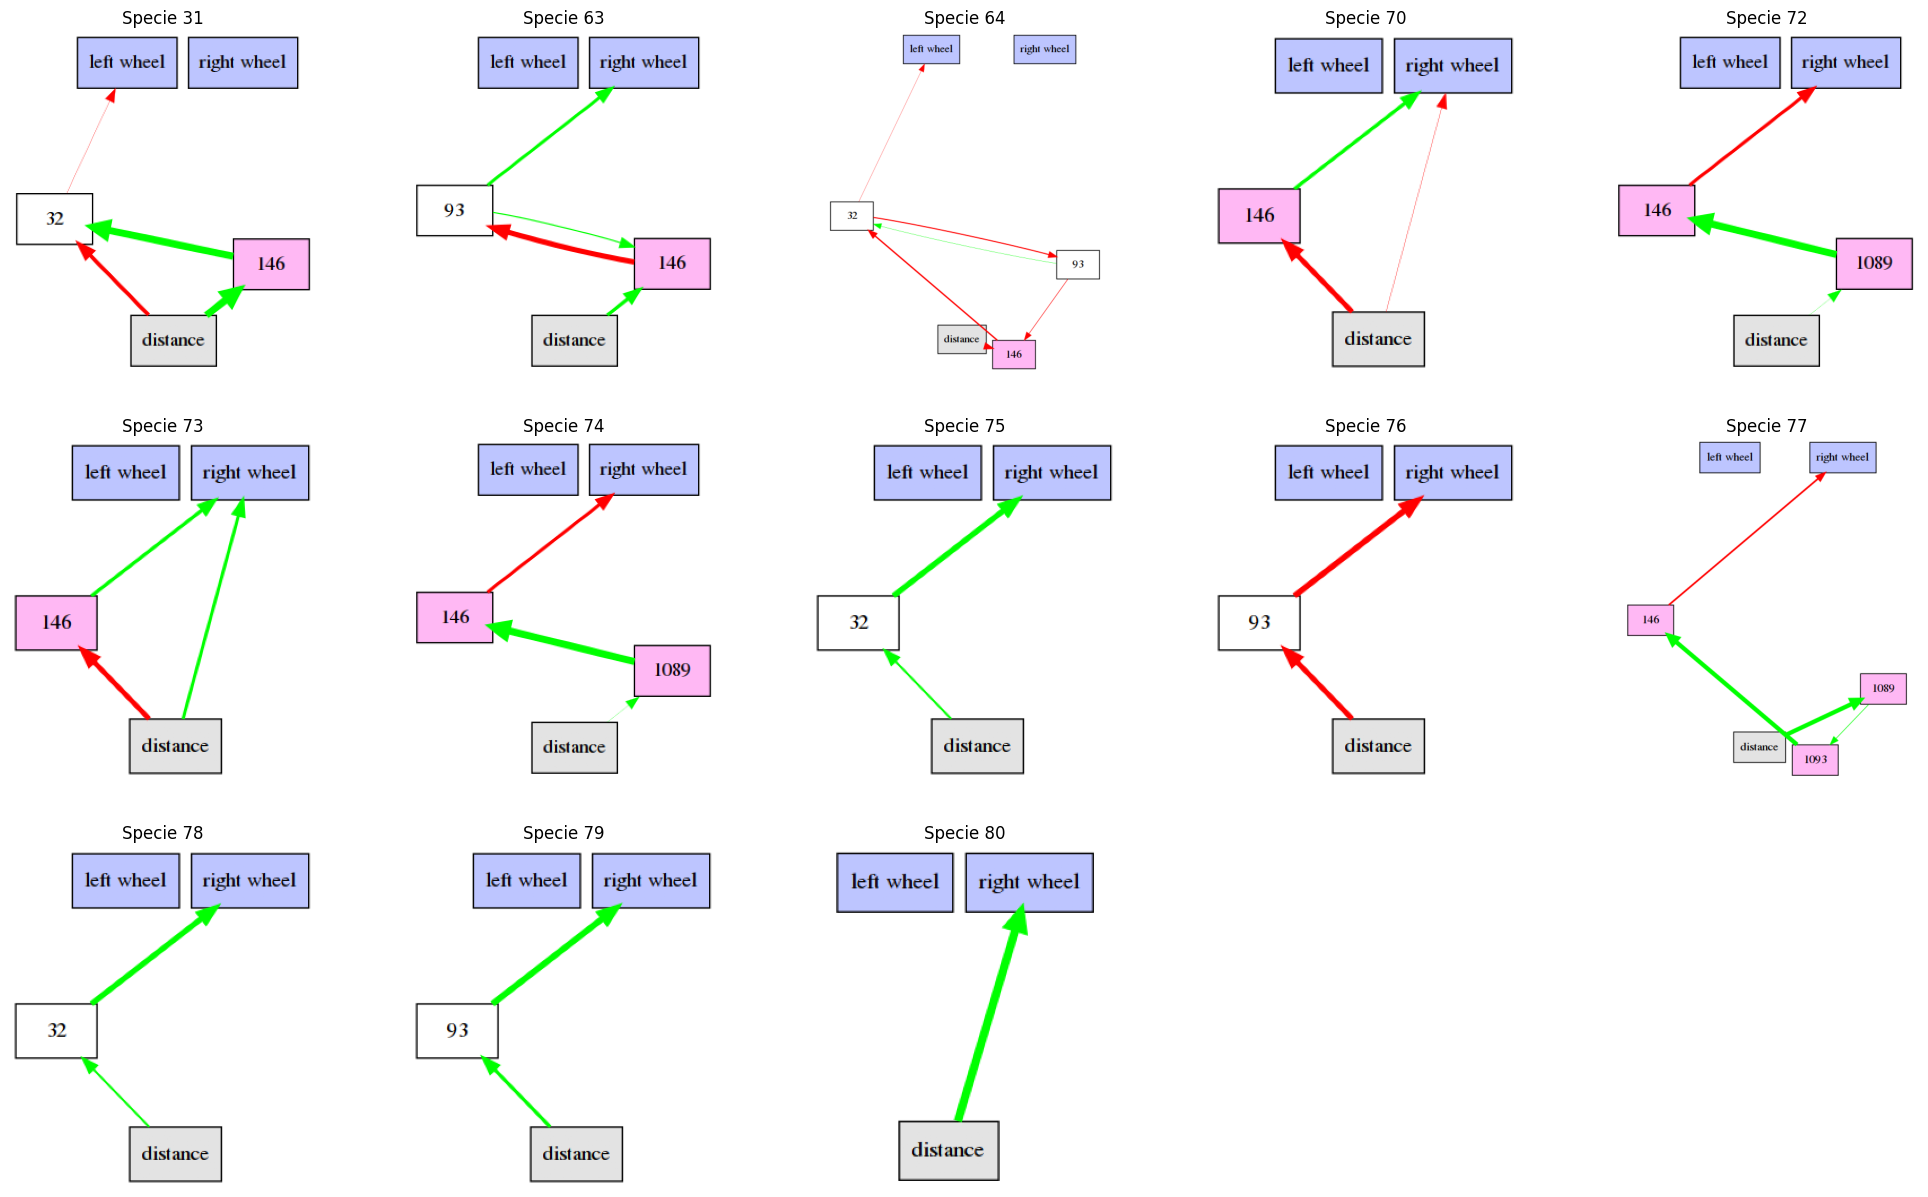 Specie 31
left wheel
right wheel
32
146
distance
Specie 63
left wheel
right wheel
93
146
distance
Specie 64
left wheel
right wheel
32
93
distance
146
Specie 70
left wheel
right wheel
146
distance
Specie 72
left wheel
right wheel
146
1089
distance
Specie 73
left wheel
right wheel
146
distance
Specie 74
left wheel
right wheel
146
1089
distance
Specie 75
left wheel
right wheel
32
distance
Specie 76
left wheel
right wheel
93
distance
Specie 77
left wheel
right wheel
146
1089
distance
1093
Specie 78
left wheel
right wheel
32
distance
Specie 79
left wheel
right wheel
93
distance
Specie 80
left wheel
right wheel
distance